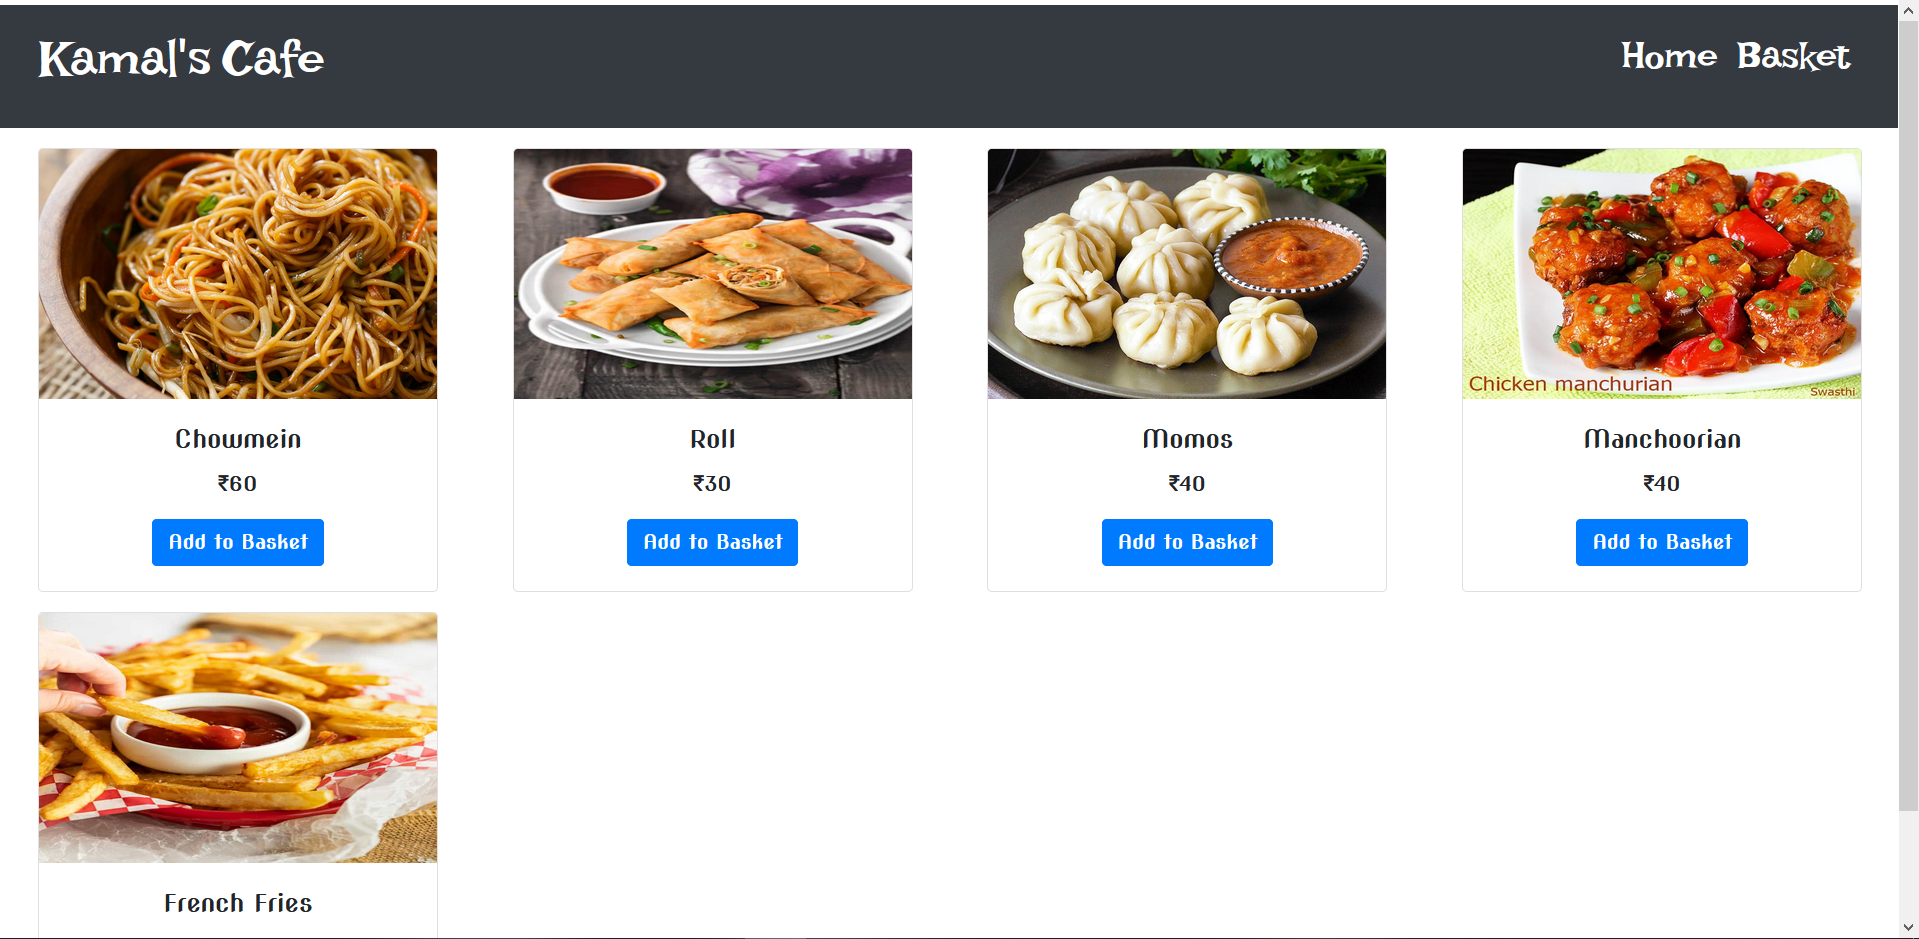 Kamal's Cafe
Home Basket
Chicken manchurian
Swasthi
Chowmein
₹60
Add to Basket
Roll
₹30
Add to Basket
Momos
₹40
Add to Basket
Manchoorian
₹40
Add to Basket
French Fries